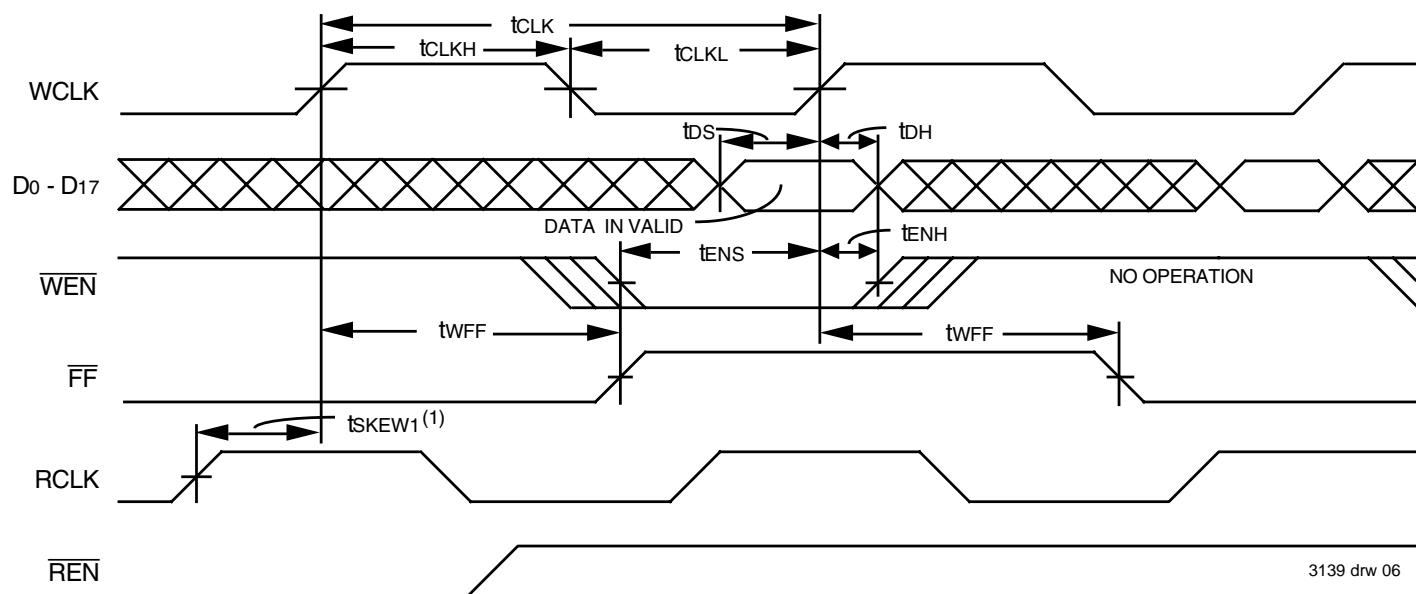 tCLK
tCLKH
tCLKL
WCLK
tDS
tDH
D0 - D17
DATA IN VALID
tENS
tENH
WEN
NO OPERATION
tWFF
tWFF
FF
tSKEW1(1)
RCLK
REN
3139 drw 06